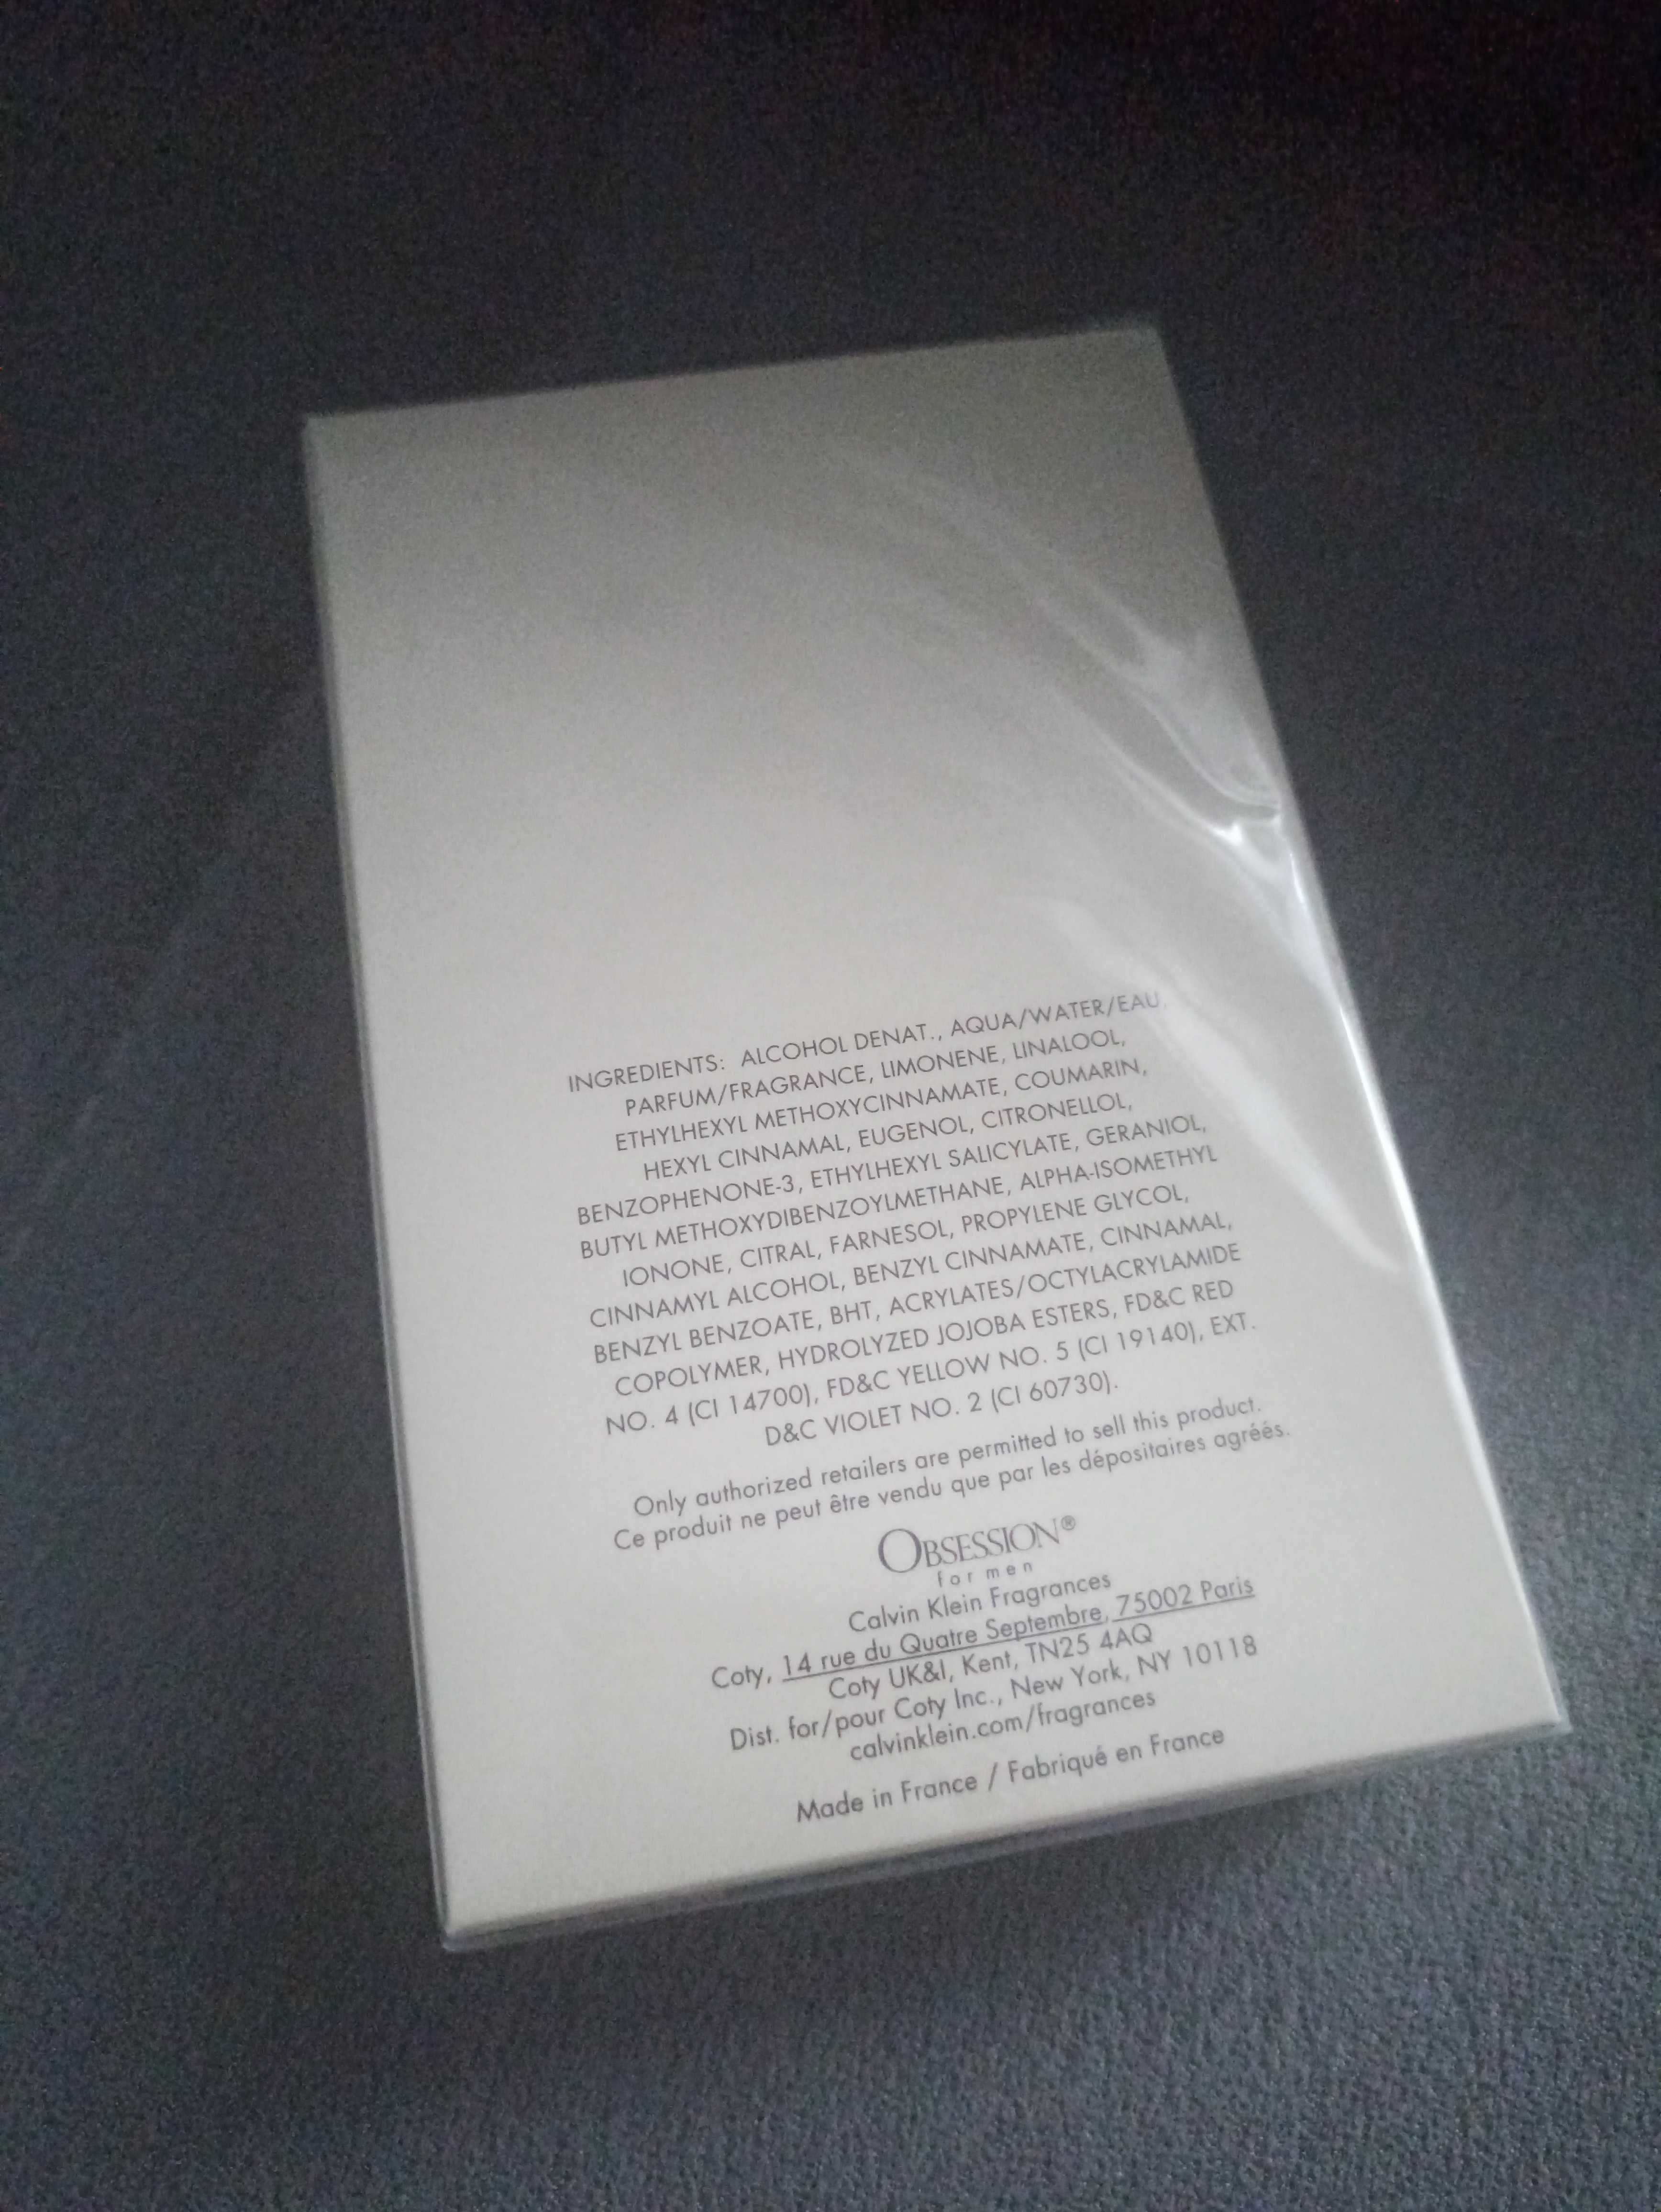 INGREDIENTS: ALCOHOL DENAT., AQUA/WATER/EAU,
PARFUM/FRAGRANCE, LIMONENE, LINALOOL,
ETHYLHEXYL METHOXYCINNAMATE, COUMARIN,
HEXYL CINNAMAL, EUGENOL, CITRONELLOL,
BENZOPHENONE-3, ETHYLHEXYL SALICYLATE, GERANIOL,
BUTYL METHOXYDIBENZOYLMETHANE, ALPHA-ISOMETHYL
IONONE, CITRAL, FARNESOL, PROPYLENE GLYCOL,
CINNAMYL ALCOHOL, BENZYL CINNAMATE, CINNAMAL,
BENZYL BENZOATE, BHT, ACRYLATES/OCTYLACRYLAMIDE
COPOLYMER, HYDROLYZED JOJOBA ESTERS, FD&C RED
NO. 4 (CI 14700), FD&C YELLOW NO. 5 (CI 19140), EXT.
D&C VIOLET NO. 2 (CI 60730).
Only authorized retailers are permitted to sell this product.
Ce produit ne peut être vendu que par les dépositaires agréés.
OBSESSION®
for men
Calvin Klein Fragrances
Coty, 14 rue du Quatre Septembre, 75002 Paris
Coty UK&I, Kent, TN25 4AQ
Dist. for/pour Coty Inc., New York, NY 10118
calvinklein.com/fragrances
Made in France / Fabriqué en France